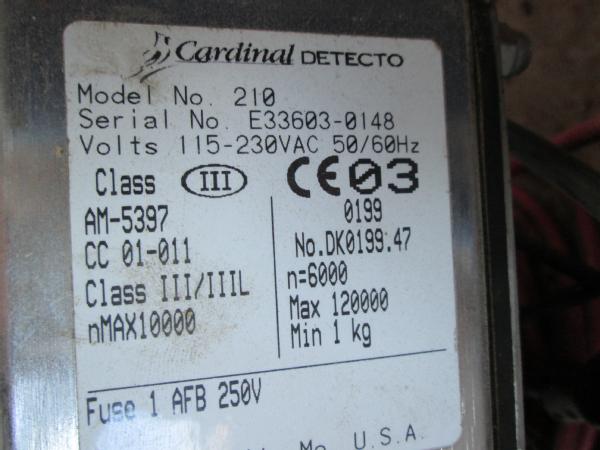 Cardinal DETECTO
Model No. 210
Serial No. E33603-0148
Volts 115-230VAC 50/60Hz
Class III CE03
AM-5397
CC 01-011
Class III/IIIL
nMAX10000
0199
No.DK0199.47
n=6000
Max 120000
Min 1 kg
Fuse 1 AFB 250V
Mo. U.S.A.